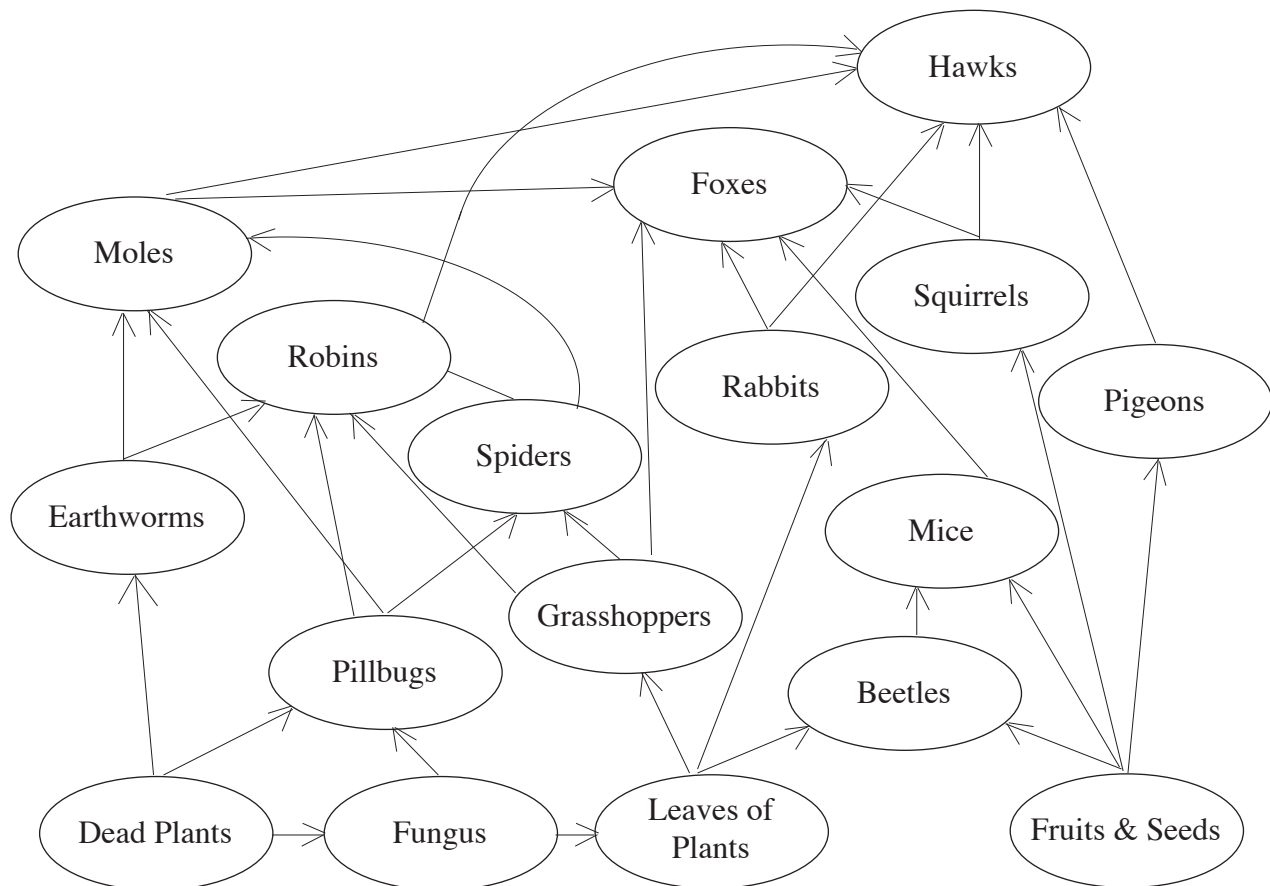 Hawks
Foxes
Moles
Squirrels
Robins
Rabbits
Pigeons
Spiders
Earthworms
Mice
Grasshoppers
Pillbugs
Beetles
Dead Plants
Fungus
Leaves of
Plants
Fruits & Seeds